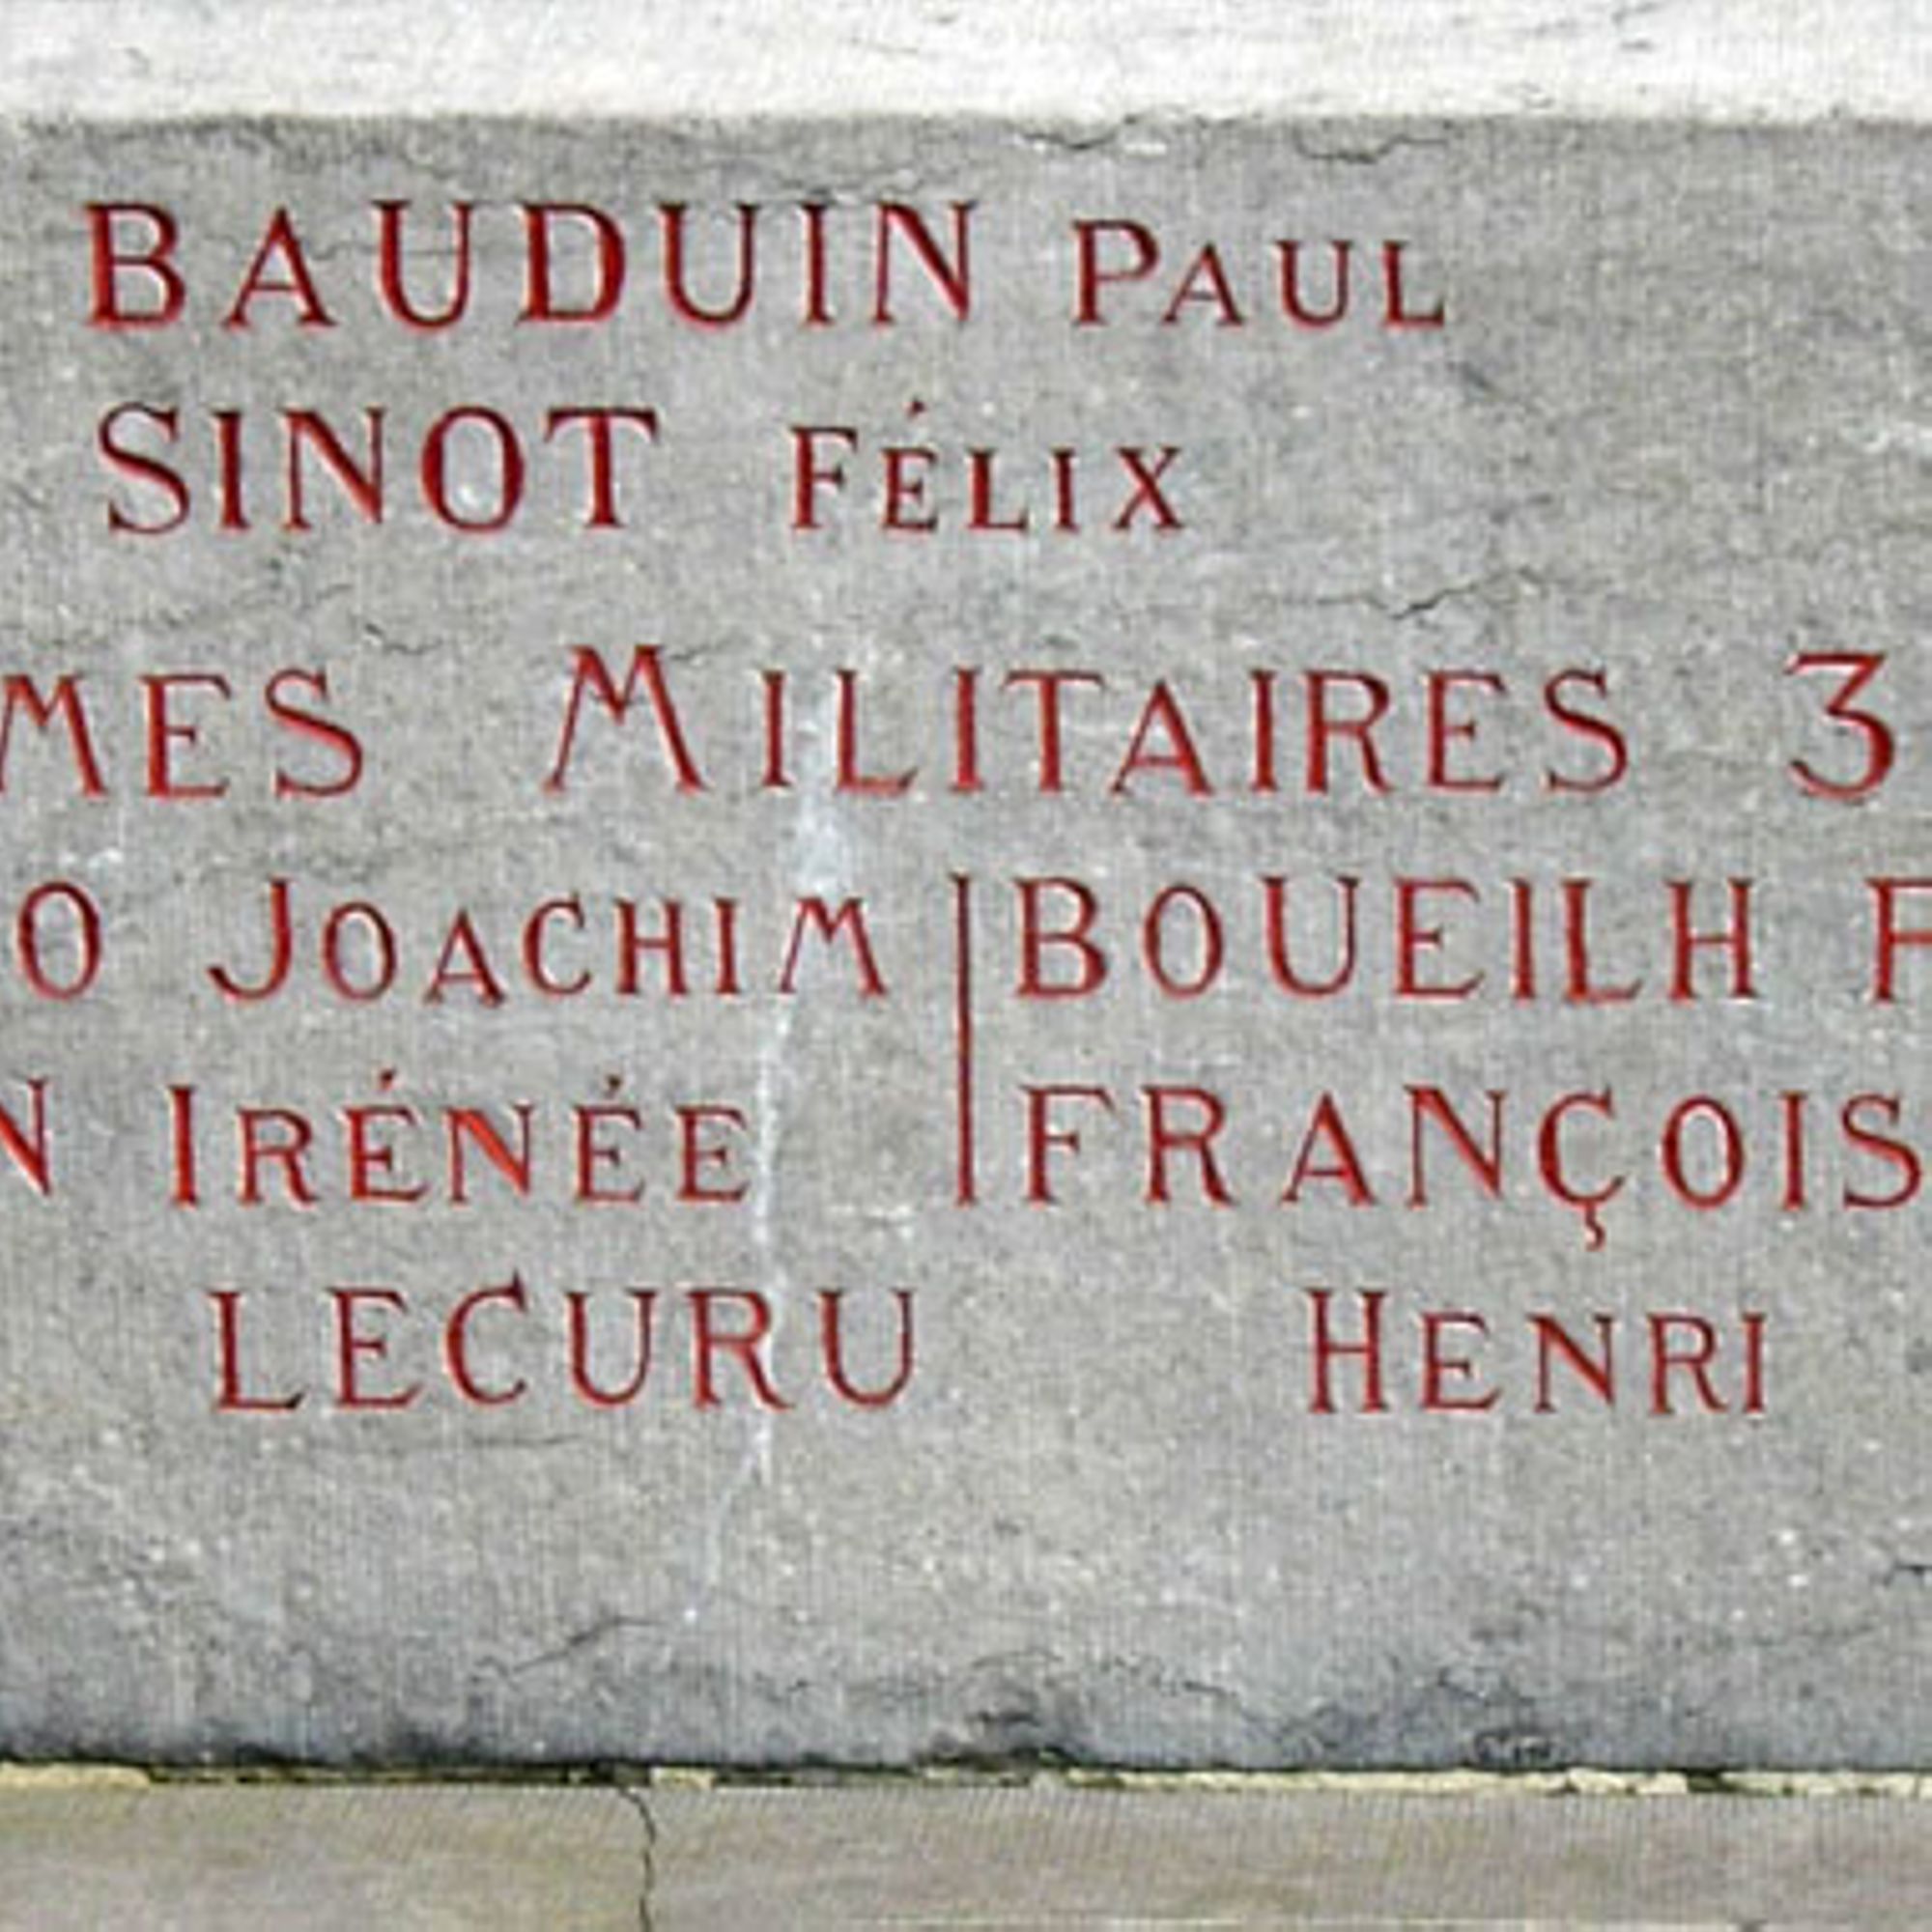 BAUDUIN PAUL
SINOT FÉLIX
MES MILITAIRES 3
O JOACHIM | BOUEILH F
N IRÉNÉE | FRANÇOIS
LECURU HENRI